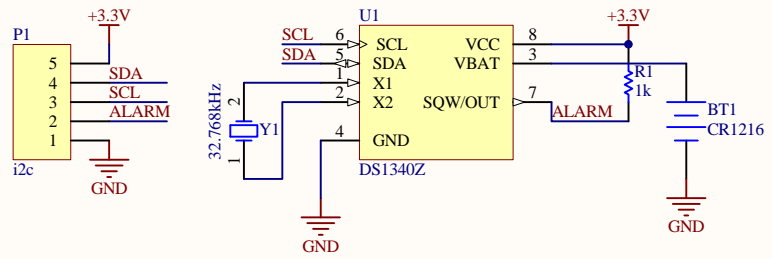 P1
+3.3V
5
4 SDA
3 SCL
2 ALARM
1
i2c
GND
U1
SCL 6 SCL
SDA 5 SDA
1 X1
2 X2
4 GND
DS1340Z
VCC 8
VBAT 3
SQW/OUT 7 ALARM
+3.3V
R1
1k
BT1
CR1216
GND
2
32.768kHz
Y1
1
GND